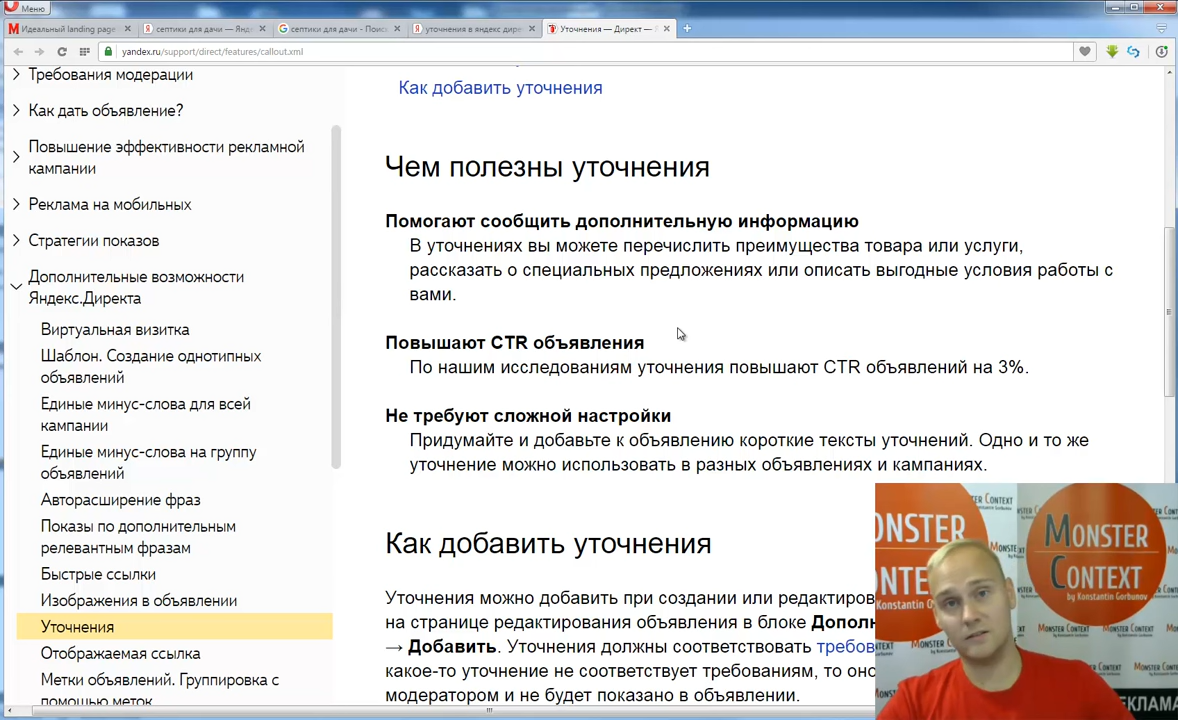 Меню
Идеальный landing page
септики для дачи — Янд
септики для дачи - Поис
уточнения в яндекс дирек
Уточнения — Директ — Я
yandex.ru/support/direct/features/callout.xml
Требования модерации
Как дать объявление?
Повышение эффективности рекламной
кампании
Реклама на мобильных
Стратегии показов
Дополнительные возможности
Яндекс.Директа
Виртуальная визитка
Шаблон. Создание однотипных
объявлений
Единые минус-слова для всей
кампании
Единые минус-слова на группу
объявлений
Авторасширение фраз
Показы по дополнительным
релевантным фразам
Быстрые ссылки
Изображения в объявлении
Уточнения
Отображаемая ссылка
Метки объявлений. Группировка с
помощью меток
Как добавить уточнения
Чем полезны уточнения
Помогают сообщить дополнительную информацию
В уточнениях вы можете перечислить преимущества товара или услуги,
рассказать о специальных предложениях или описать выгодные условия работы с
вами.
Повышают CTR объявления
По нашим исследованиям уточнения повышают CTR объявлений на 3%.
Не требуют сложной настройки
Придумайте и добавьте к объявлению короткие тексты уточнений. Одно и то же
уточнение можно использовать в разных объявлениях и кампаниях.
Как добавить уточнения
Уточнения можно добавить при создании или редактиров
на странице редактирования объявления в блоке Дополн
→ Добавить. Уточнения должны соответствовать требов
какое-то уточнение не соответствует требованиям, то оно
модератором и не будет показано в объявлении.
MONSTER
CONTEXT
by Konstantin Gorbunov
ONSTER
ONTE
Konstantin G
MONSTER CONTEXT
ЕКЛАМА